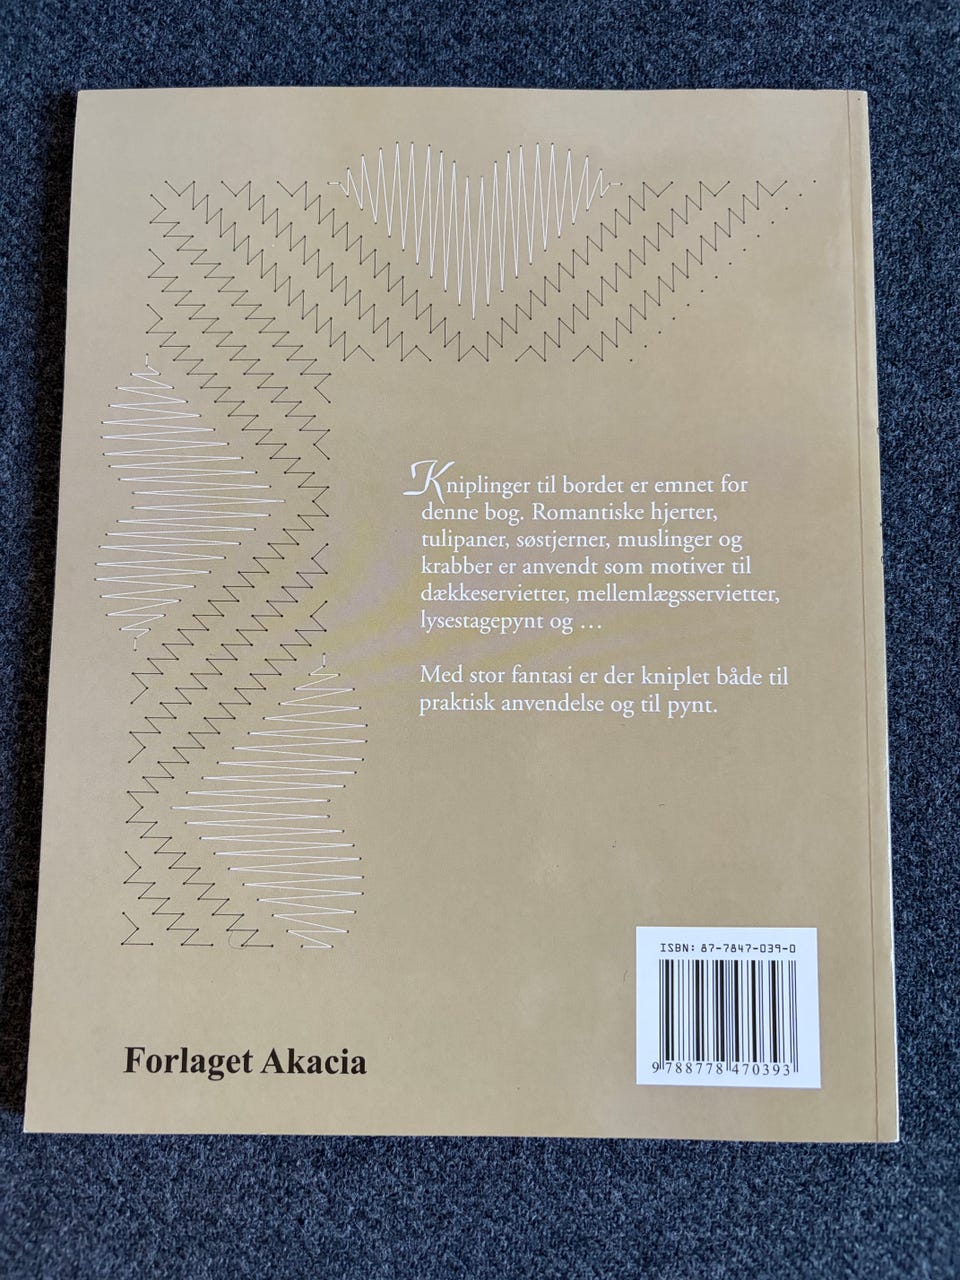 Kniplinger til bordet er emnet for
denne bog. Romantiske hjerter,
tulipaner, søstjerner, muslinger og
krabber er anvendt som motiver til
dækkeservietter, mellemlægsservietter,
lysestagepynt og …
Med stor fantasi er der kniplet både til
praktisk anvendelse og til pynt.
ISBN: 87-7847-039-0
9 788778 470393
Forlaget Akacia